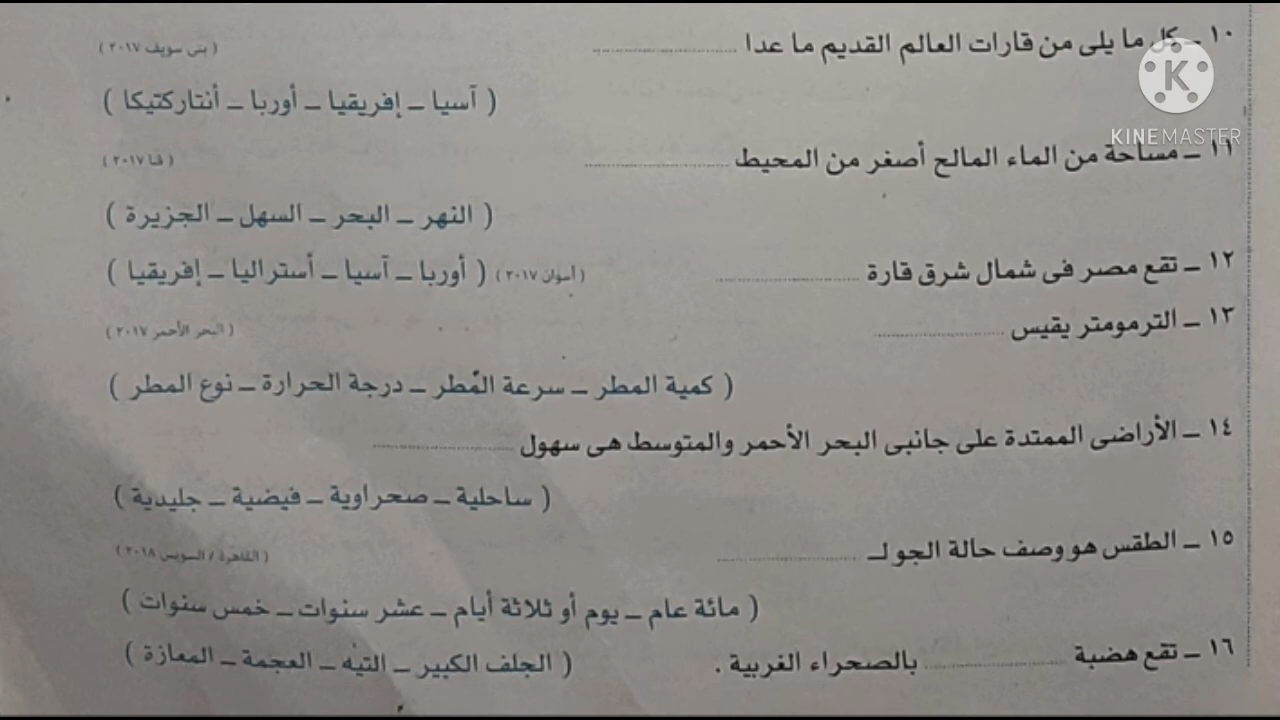 ١٠ ـ كل ما يلى من قارات العالم القديم ما عدا .................... ( بنى سويف ٢٠١٧ )
( آسيا ـ إفريقيا ـ أوربا ـ أنتاركتيكا )
KINEMASTER
١١ ـ مساحة من الماء المالح أصغر من المحيط .................... ( قنا ٢٠١٧ )
( النهر ـ البحر ـ السهل ـ الجزيرة )
١٢ ـ تقع مصر فى شمال شرق قارة .................... ( أسوان ٢٠١٧ ) ( أوربا ـ آسيا ـ أستراليا ـ إفريقيا )
١٣ ـ الترمومتر يقيس .................... ( البحر الأحمر ٢٠١٧ )
( كمية المطر ـ سرعة المطر ـ درجة الحرارة ـ نوع المطر )
١٤ ـ الأراضى الممتدة على جانبى البحر الأحمر والمتوسط هى سهول ....................
( ساحلية ـ صحراوية ـ فيضية ـ جليدية )
١٥ ـ الطقس هو وصف حالة الجو لـ .................... ( القاهرة / السويس ٢٠١٨ )
( مائة عام ـ يوم أو ثلاثة أيام ـ عشر سنوات ـ خمس سنوات )
١٦ ـ تقع هضبة .................... بالصحراء الغربية . ( الجلف الكبير ـ التيه ـ العجمة ـ المعازة )